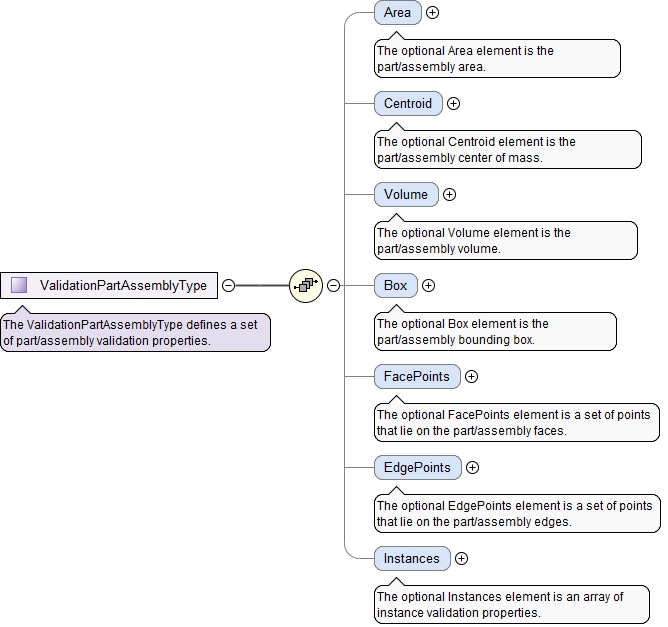 Area
The optional Area element is the
part/assembly area.
Centroid
The optional Centroid element is the
part/assembly center of mass.
Volume
The optional Volume element is the
part/assembly volume.
ValidationPartAssemblyType
The ValidationPartAssemblyType defines a set
of part/assembly validation properties.
Box
The optional Box element is the
part/assembly bounding box.
FacePoints
The optional FacePoints element is a set of points
that lie on the part/assembly faces.
EdgePoints
The optional EdgePoints element is a set of points
that lie on the part/assembly edges.
Instances
The optional Instances element is an array of
instance validation properties.